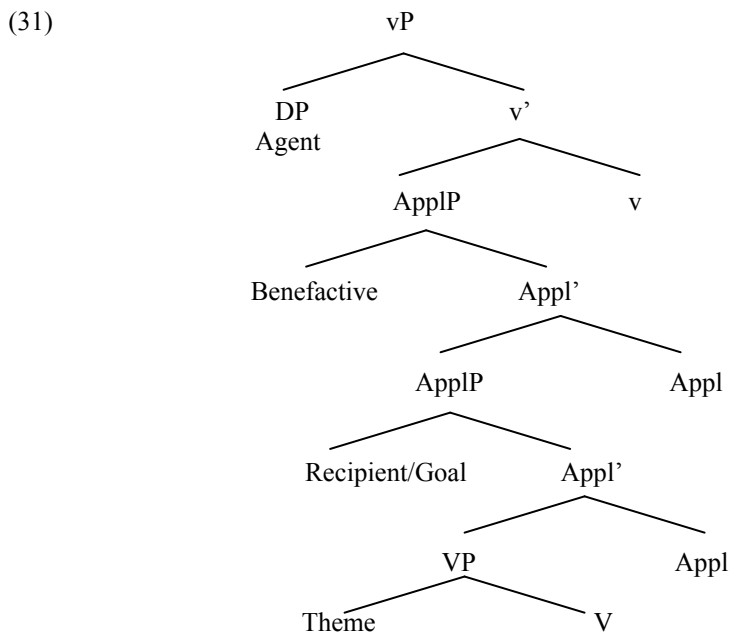 (31) vP
DP v’
Agent
ApplP v
Benefactive Appl’
ApplP Appl
Recipient/Goal Appl’
VP Appl
Theme V